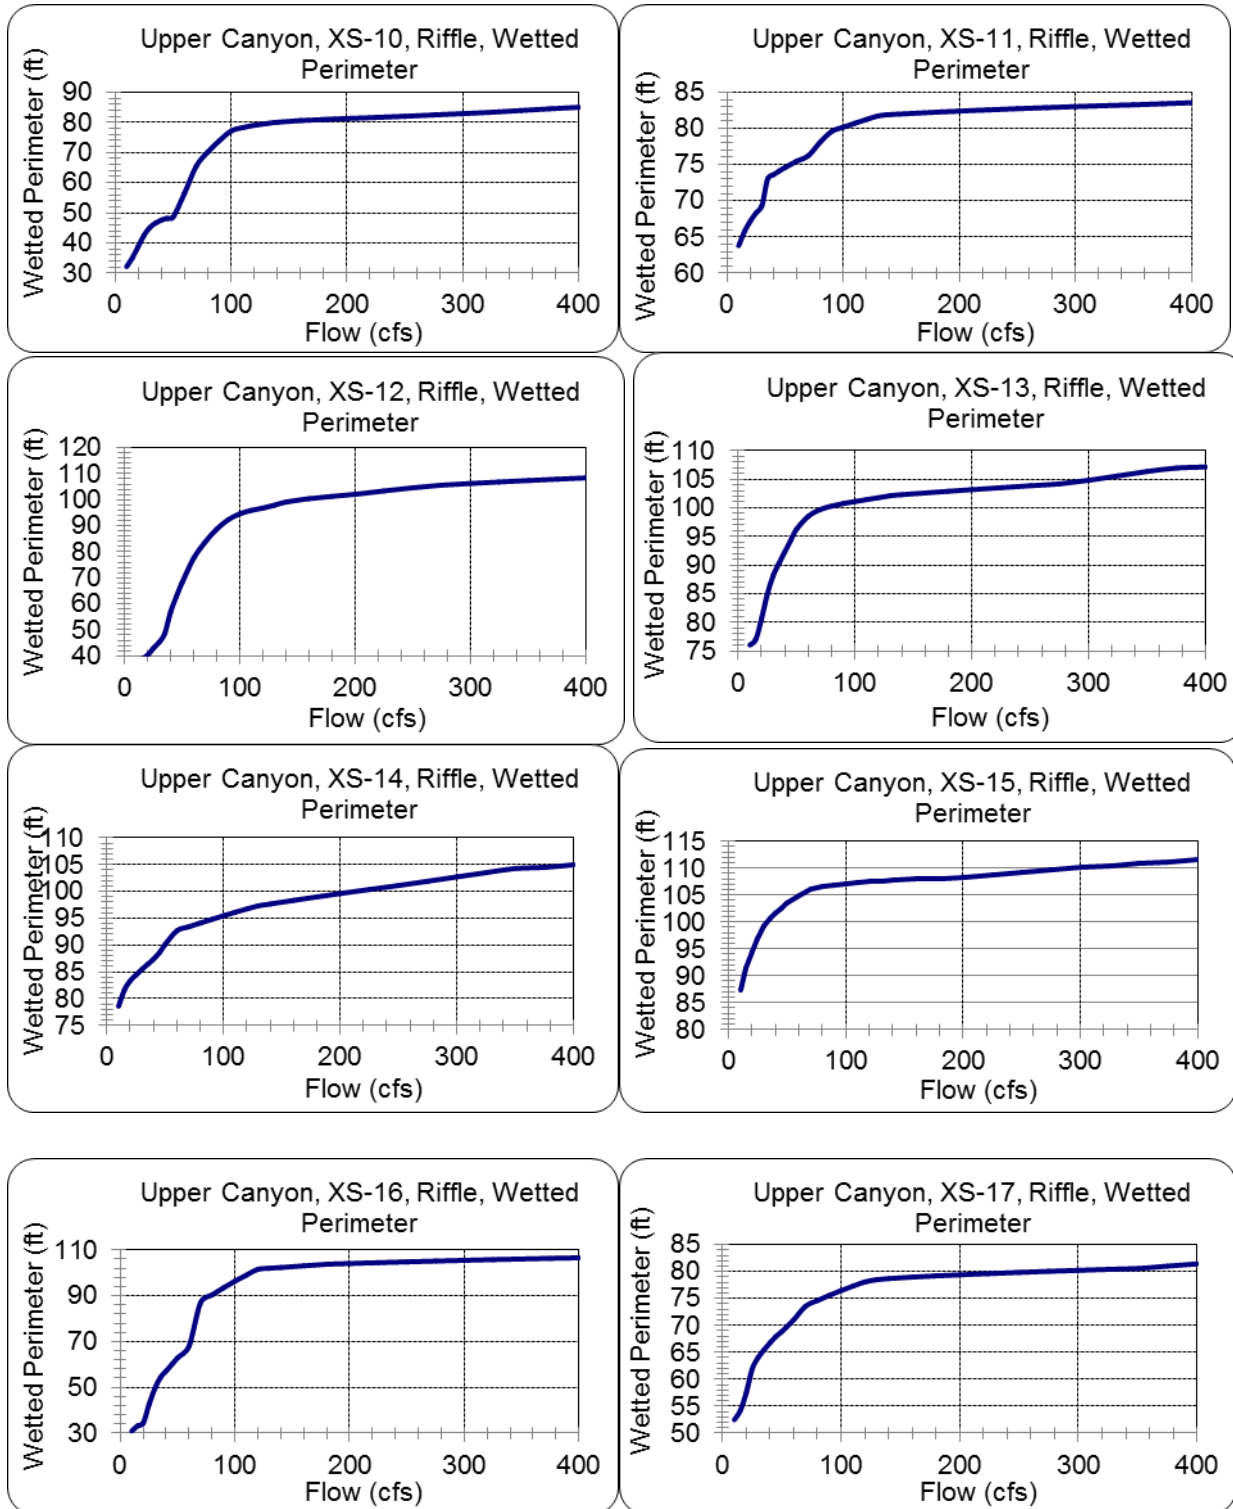 Upper Canyon, XS-10, Riffle, Wetted
Perimeter
Wetted Perimeter (ft)
90
80
70
60
50
40
30
0 100 200 300 400
Flow (cfs)
Upper Canyon, XS-11, Riffle, Wetted
Perimeter
Wetted Perimeter (ft)
85
80
75
70
65
60
0 100 200 300 400
Flow (cfs)
Upper Canyon, XS-12, Riffle, Wetted
Perimeter
Wetted Perimeter (ft)
120
110
100
90
80
70
60
50
40
0 100 200 300 400
Flow (cfs)
Upper Canyon, XS-13, Riffle, Wetted
Perimeter
Wetted Perimeter (ft)
110
105
100
95
90
85
80
75
0 100 200 300 400
Flow (cfs)
Upper Canyon, XS-14, Riffle, Wetted
Perimeter
Wetted Perimeter (ft)
110
105
100
95
90
85
80
75
0 100 200 300 400
Flow (cfs)
Upper Canyon, XS-15, Riffle, Wetted
Perimeter
Wetted Perimeter (ft)
115
110
105
100
95
90
85
80
0 100 200 300 400
Flow (cfs)
Upper Canyon, XS-16, Riffle, Wetted
Perimeter
Wetted Perimeter (ft)
110
90
70
50
30
0 100 200 300 400
Flow (cfs)
Upper Canyon, XS-17, Riffle, Wetted
Perimeter
Wetted Perimeter (ft)
85
80
75
70
65
60
55
50
0 100 200 300 400
Flow (cfs)